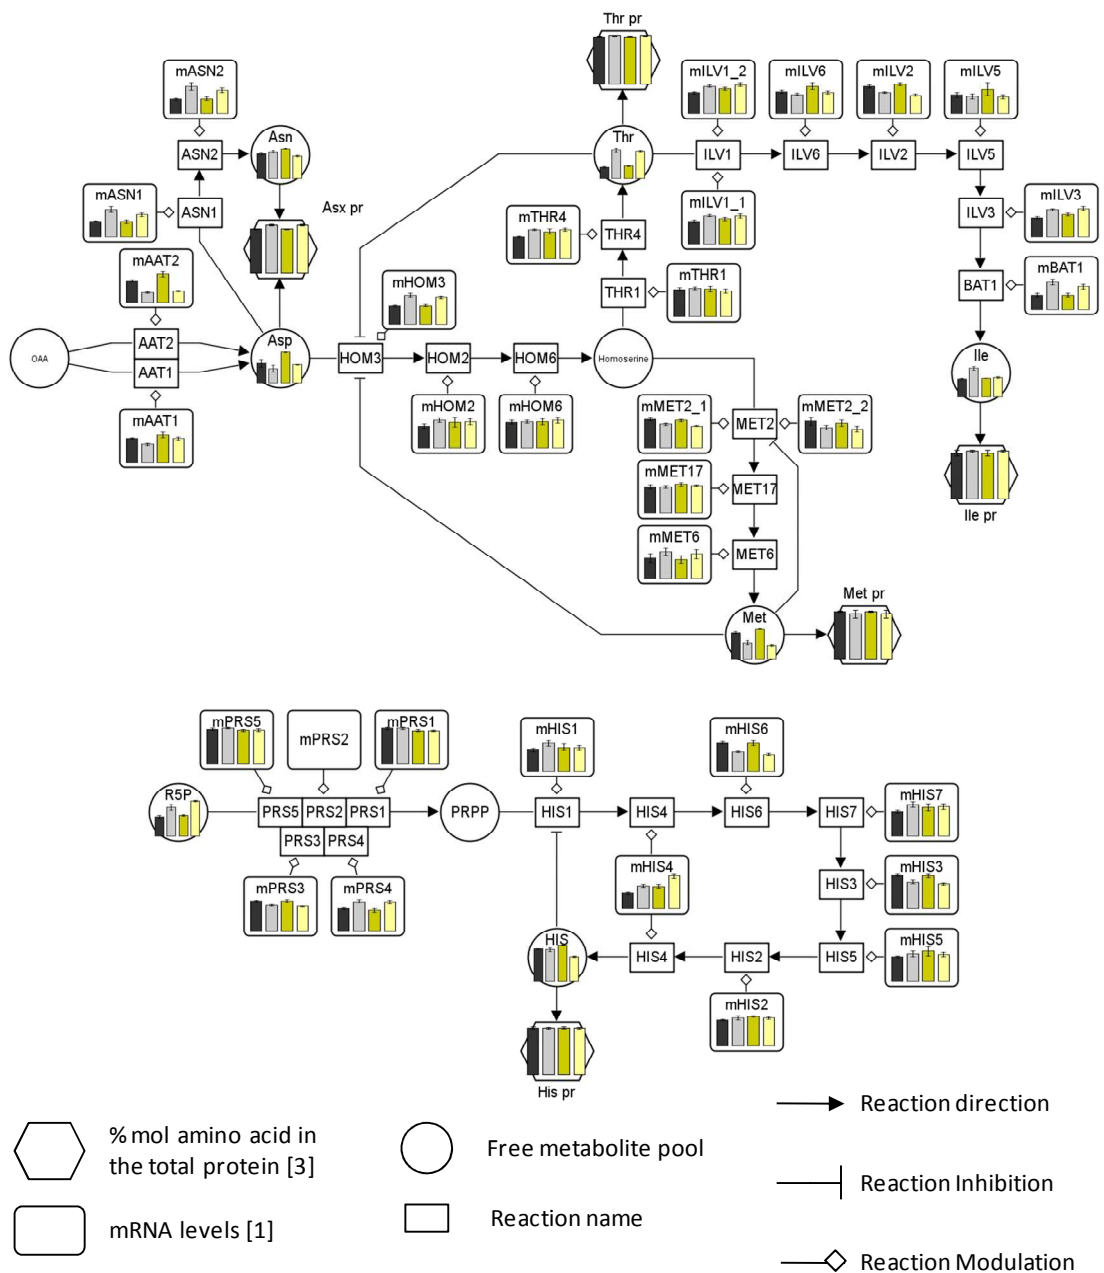 Thr pr
mASN2
mILV1_2
mILV6
mILV2
mILV5
ASN2
Asn
Thr
ILV1
ILV6
ILV2
ILV5
mASN1
ASN1
Asx pr
mTHR4
THR4
mILV1_1
ILV3
mILV3
mAAT2
mHOM3
THR1
mTHR1
BAT1
mBAT1
OAA
AAT2
AAT1
Asp
HOM3
HOM2
HOM6
Homoserine
Ile
mAAT1
mHOM2
mHOM6
mMET2_1
MET2
mMET2_2
mMET17
MET17
Ile pr
mMET6
MET6
Met
Met pr
mPRS5
mPRS2
mPRS1
mHIS1
mHIS6
R5P
PRS5
PRS2
PRS1
PRPP
HIS1
HIS4
HIS6
HIS7
mHIS7
PRS3
PRS4
mPRS3
mPRS4
mHIS4
HIS3
mHIS3
HIS
HIS4
HIS2
HIS5
mHIS5
mHIS2
His pr
% mol amino acid in
the total protein [3]
Free metabolite pool
Reaction direction
mRNA levels [1]
Reaction name
Reaction Inhibition
Reaction Modulation